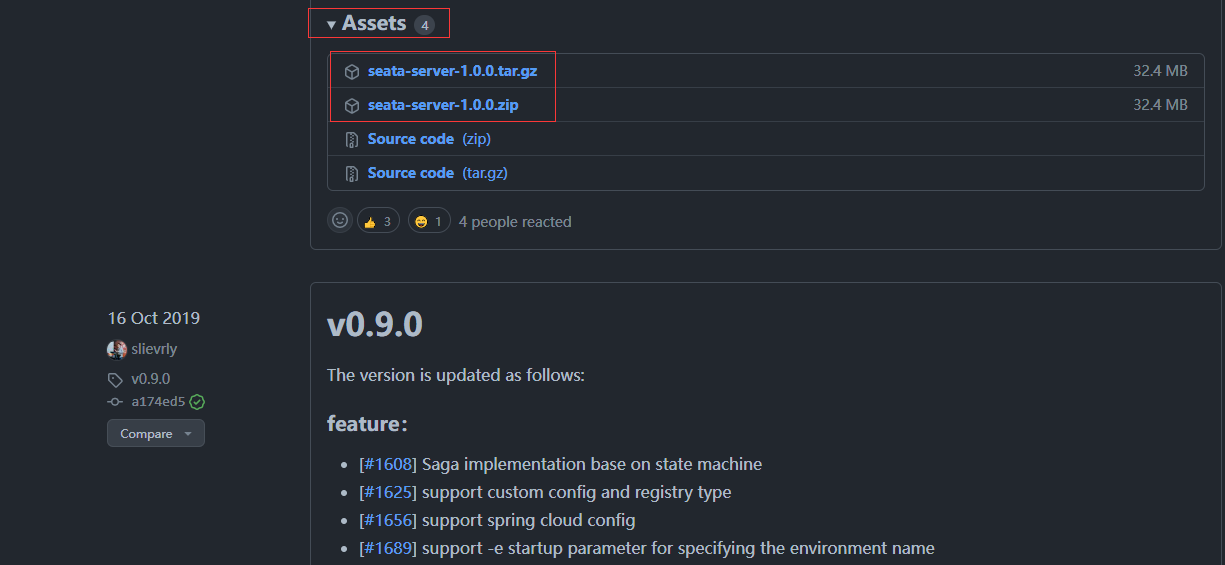 ▾ Assets 4
seata-server-1.0.0.tar.gz 32.4 MB
seata-server-1.0.0.zip 32.4 MB
Source code (zip)
Source code (tar.gz)
👍 3 😄 1 4 people reacted
16 Oct 2019
slievrly
v0.9.0
a174ed5
Compare
v0.9.0
The version is updated as follows:
feature：
• [#1608] Saga implementation base on state machine
• [#1625] support custom config and registry type
• [#1656] support spring cloud config
• [#1689] support -e startup parameter for specifying the environment name